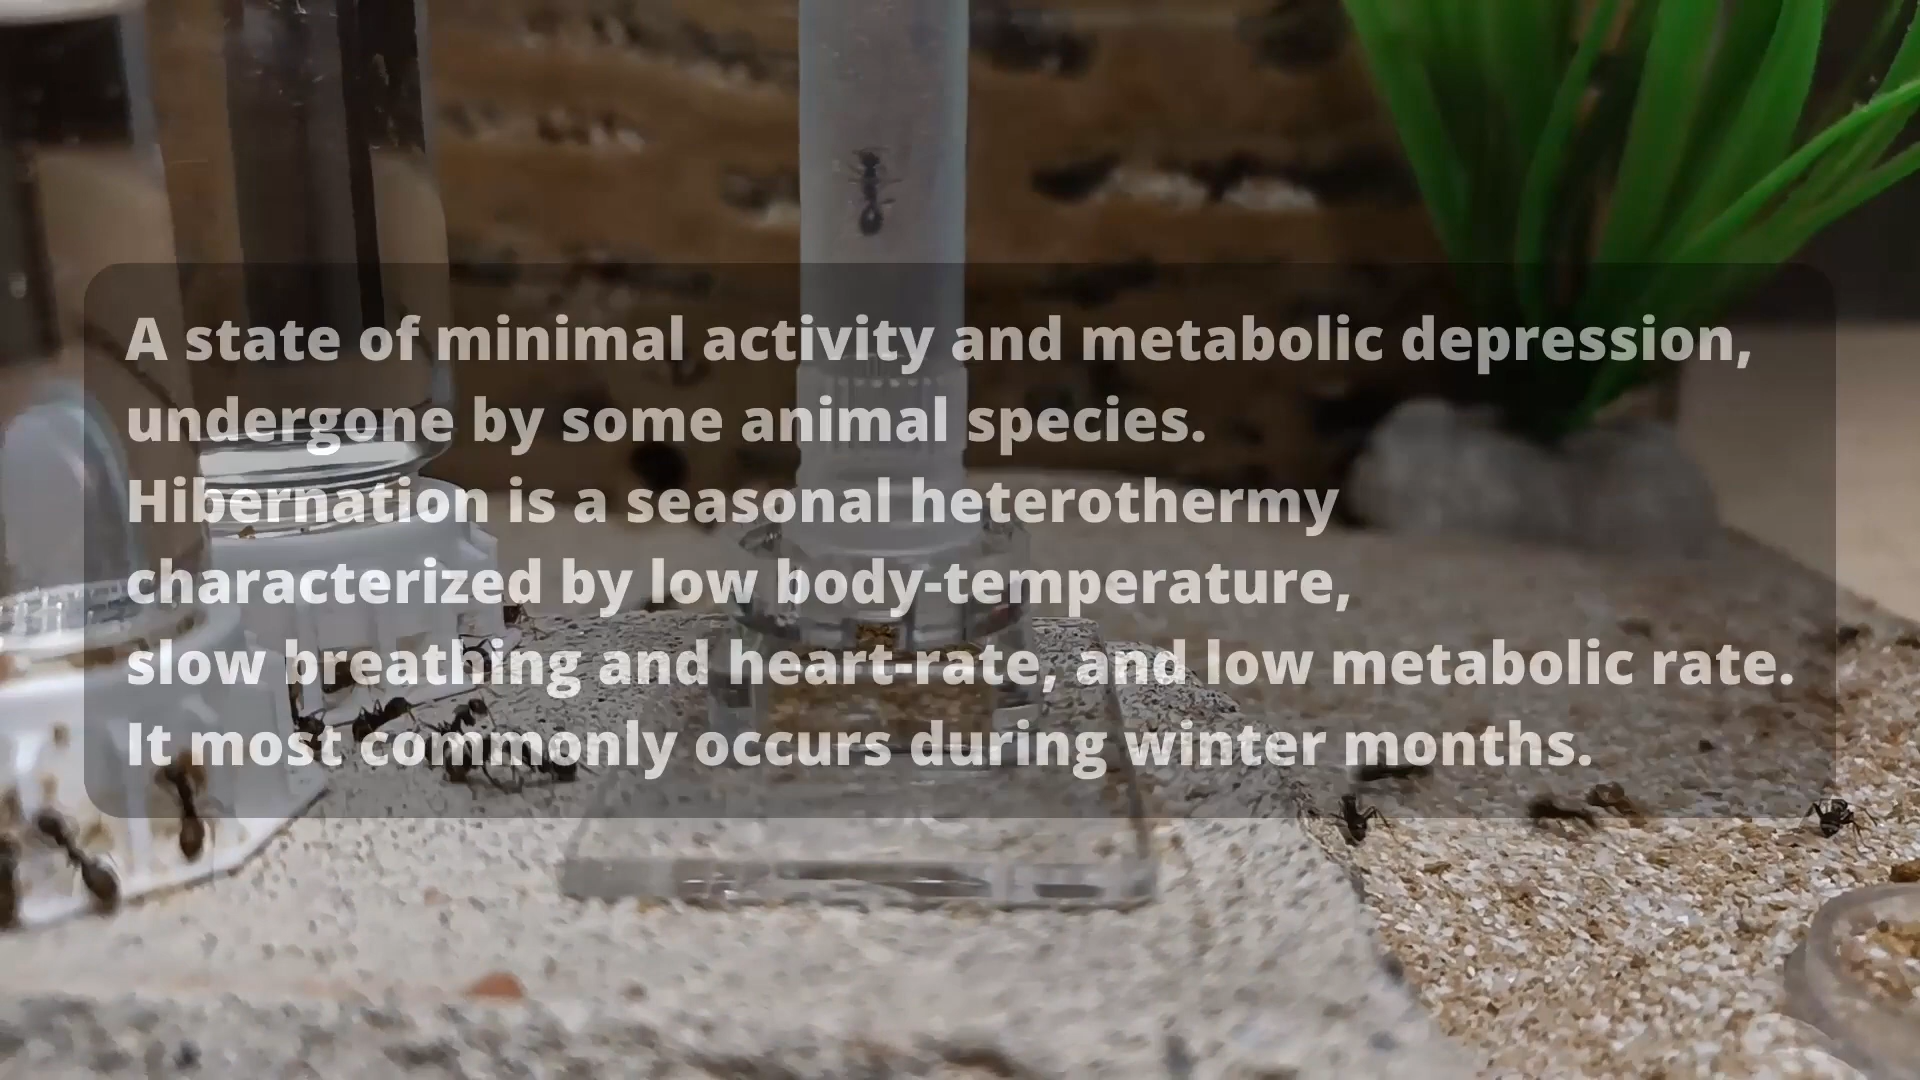 A state of minimal activity and metabolic depression,
undergone by some animal species.
Hibernation is a seasonal heterothermy
characterized by low body-temperature,
slow breathing and heart-rate, and low metabolic rate.
It most commonly occurs during winter months.